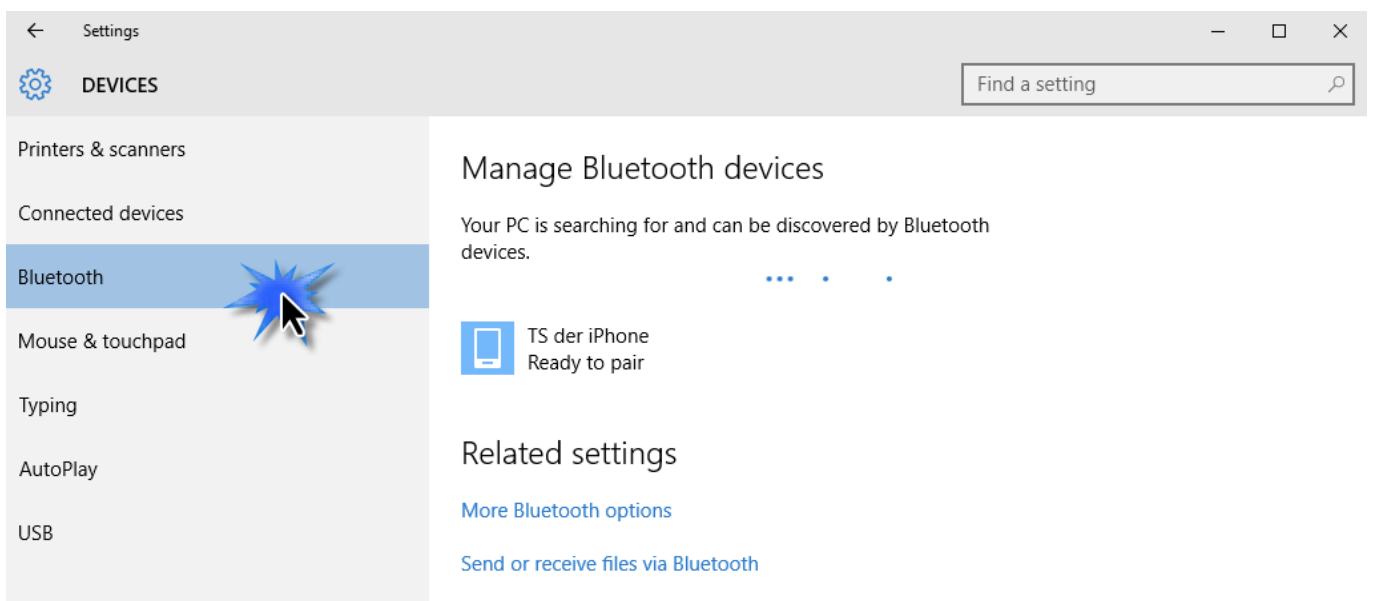 Settings
DEVICES
Find a setting
Printers & scanners
Connected devices
Bluetooth
Mouse & touchpad
Typing
AutoPlay
USB
Manage Bluetooth devices
Your PC is searching for and can be discovered by Bluetooth
devices.
TS der iPhone
Ready to pair
Related settings
More Bluetooth options
Send or receive files via Bluetooth